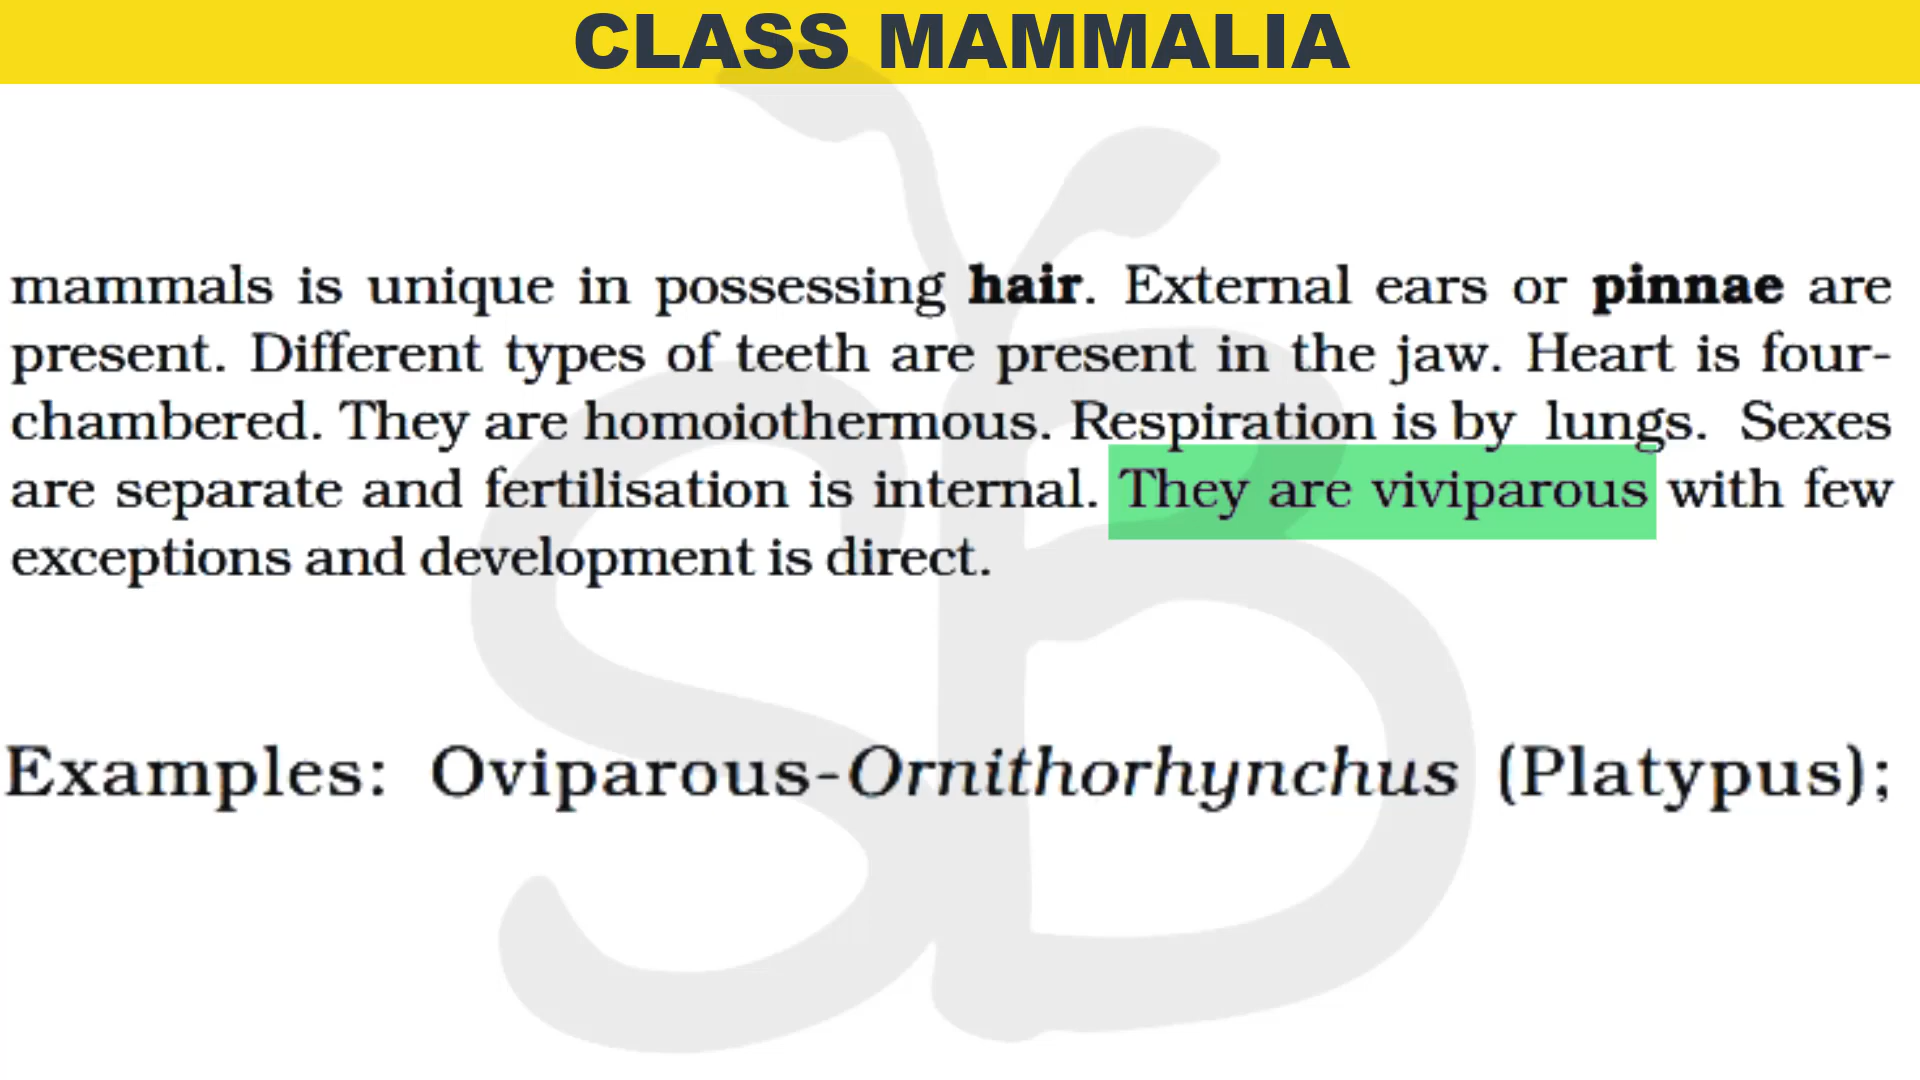 CLASS MAMMALIA
mammals is unique in possessing hair. External ears or pinnae are
present. Different types of teeth are present in the jaw. Heart is four-
chambered. They are homoiothermous. Respiration is by lungs. Sexes
are separate and fertilisation is internal. They are viviparous with few
exceptions and development is direct.
Examples: Oviparous-Ornithorhynchus (Platypus);